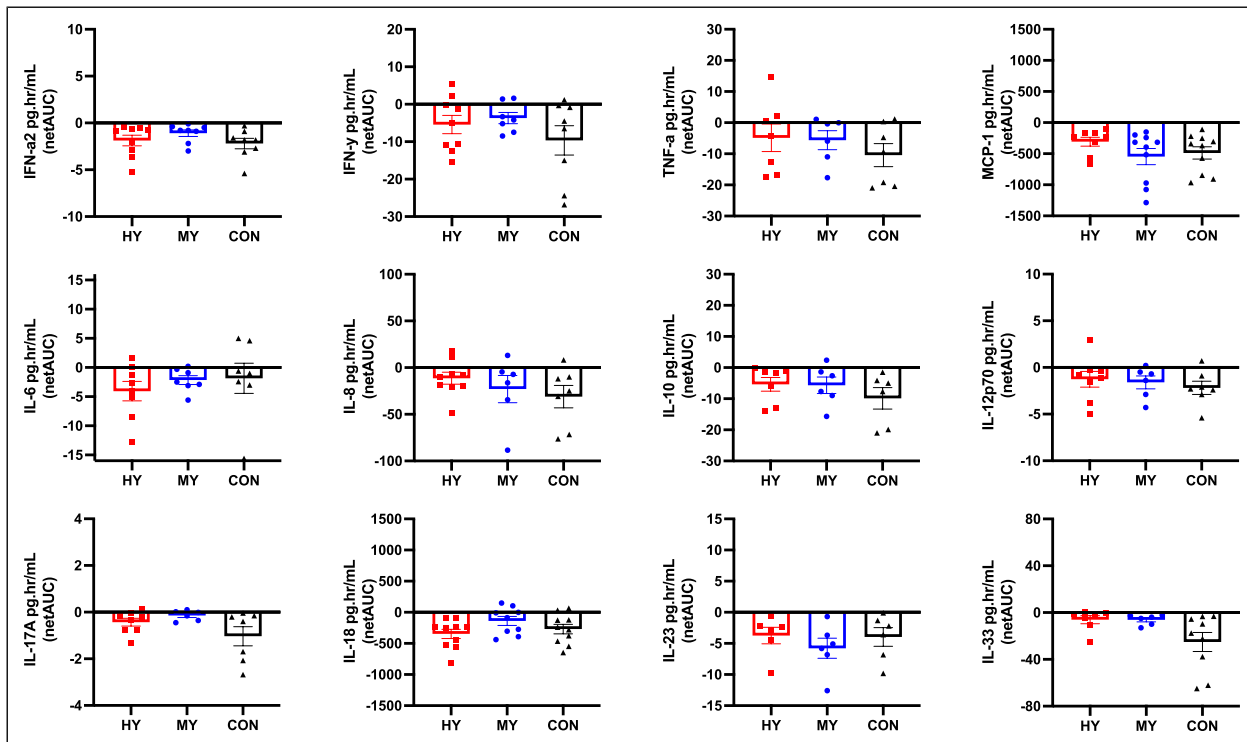 IFN-a2 pg.hr/mL
(netAUC)
10
5
0
-5
-10
HY MY CON
IFN-y pg.hr/mL
(netAUC)
20
10
0
-10
-20
-30
HY MY CON
TNF-a pg.hr/mL
(netAUC)
30
20
10
0
-10
-20
-30
HY MY CON
MCP-1 pg.hr/mL
(netAUC)
1500
1000
500
0
-500
-1000
1500
HY MY CON
IL-6 pg.hr/mL
(netAUC)
15
10
5
0
-5
-10
15
HY MY CON
IL-8 pg.hr/mL
(netAUC)
100
50
0
-50
-100
HY MY CON
IL-10 pg.hr/mL
(netAUC)
30
20
10
0
-10
-20
-30
HY MY CON
IL-12p70 pg.hr/mL
(netAUC)
10
5
0
-5
-10
HY MY CON
IL-17A pg.hr/mL
(netAUC)
4
2
0
-2
-4
HY MY CON
IL-18 pg.hr/mL
(netAUC)
1500
1000
500
0
-500
-1000
-1500
HY MY CON
IL-23 pg.hr/mL
(netAUC)
15
10
5
0
-5
-10
-15
HY MY CON
IL-33 pg.hr/mL
(netAUC)
80
40
0
-40
-80
HY MY CON